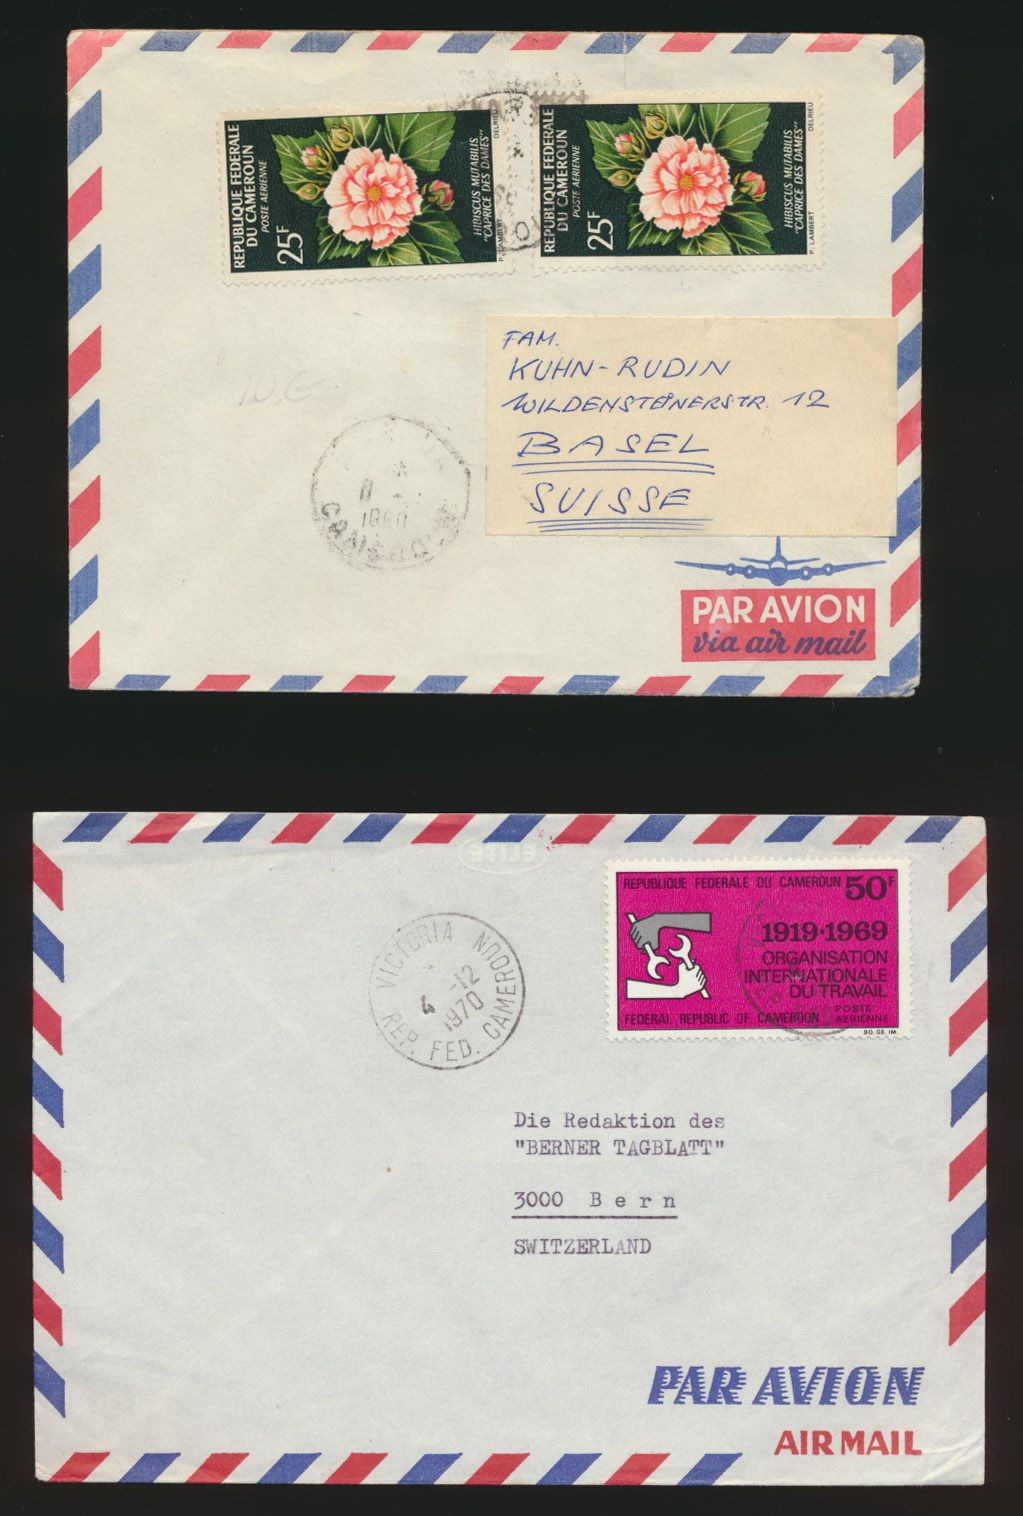 REPUBLIQUE FEDERALE
DU CAMEROUN
POSTE AERIENNE
25F
HIBISCUS MUTABILIS
"CAPRICE DES DAMES"
P. LAMBERT
DELRIEU
REPUBLIQUE FEDERALE
DU CAMEROUN
POSTE AERIENNE
25F
HIBISCUS MUTABILIS
"CAPRICE DES DAMES"
P. LAMBERT
DELRIEU
FAM.
KUHN-RUDIN
WILDENSTEINERSTR. 12
BASEL
SUISSE
PAR AVION
via air mail
ELITE
REPUBLIQUE FEDERALE DU CAMEROUN 50F
1919·1969
ORGANISATION
INTERNATIONALE
DU TRAVAIL
POSTE
AERIENNE
FEDERAL REPUBLIC OF CAMEROON
SO. GE. IM.
VICTORIA
4 -12
1970
REP. FED. CAMEROUN
Die Redaktion des
"BERNER TAGBLATT"
3000 Bern
SWITZERLAND
PAR AVION
AIR MAIL